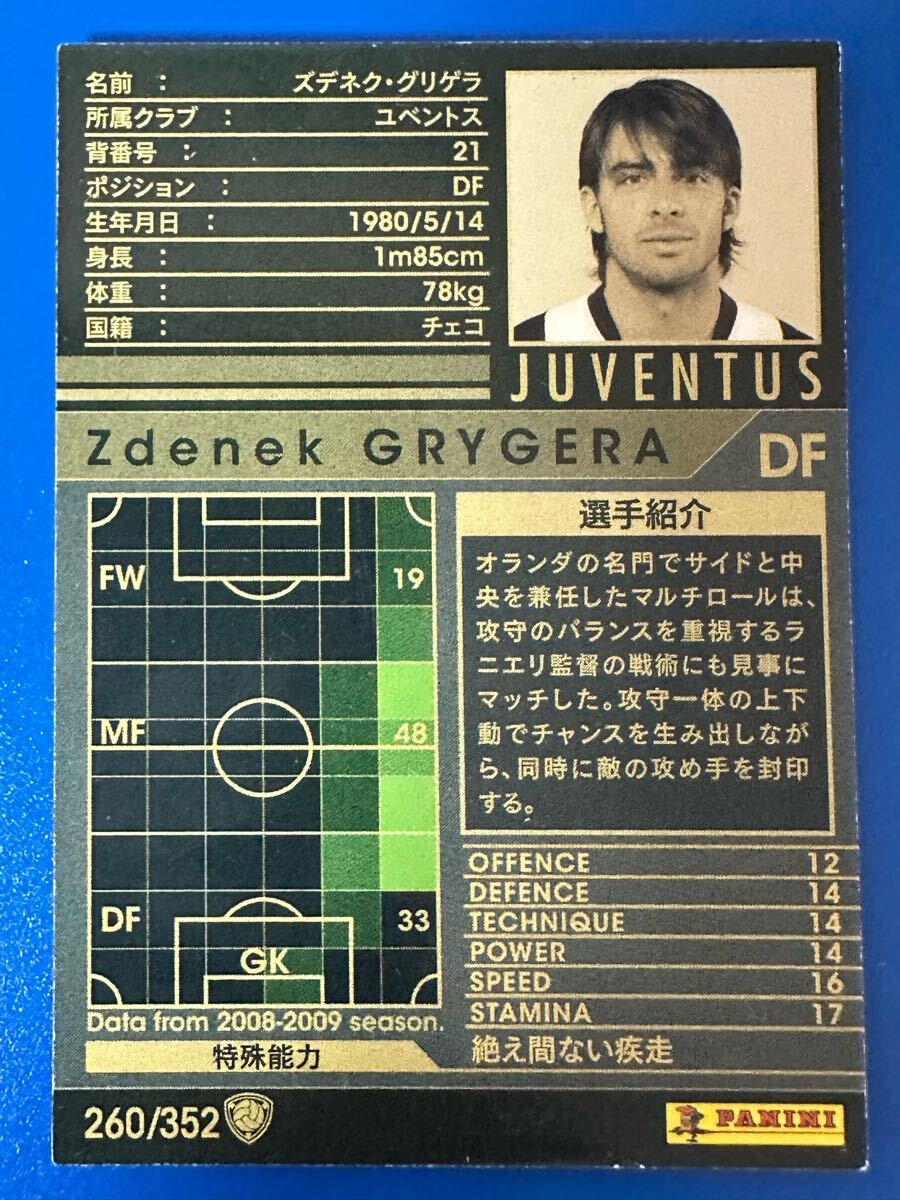 名前 : ズデネク・グリゲラ
所属クラブ : ユベントス
背番号 : 21
ポジション : DF
生年月日 : 1980/5/14
身長 : 1m85cm
体重 : 78kg
国籍 : チェコ
JUVENTUS
Zdenek GRYGERA DF
FW 19
MF 48
DF 33
GK
Data from 2008-2009 season.
選手紹介
オランダの名門でサイドと中
央を兼任したマルチロールは、
攻守のバランスを重視するラ
ニエリ監督の戦術にも見事に
マッチした。攻守一体の上下
動でチャンスを生み出しなが
ら、同時に敵の攻め手を封印
する。
OFFENCE 12
DEFENCE 14
TECHNIQUE 14
POWER 14
SPEED 16
STAMINA 17
特殊能力 絶え間ない疾走
260/352
PANINI